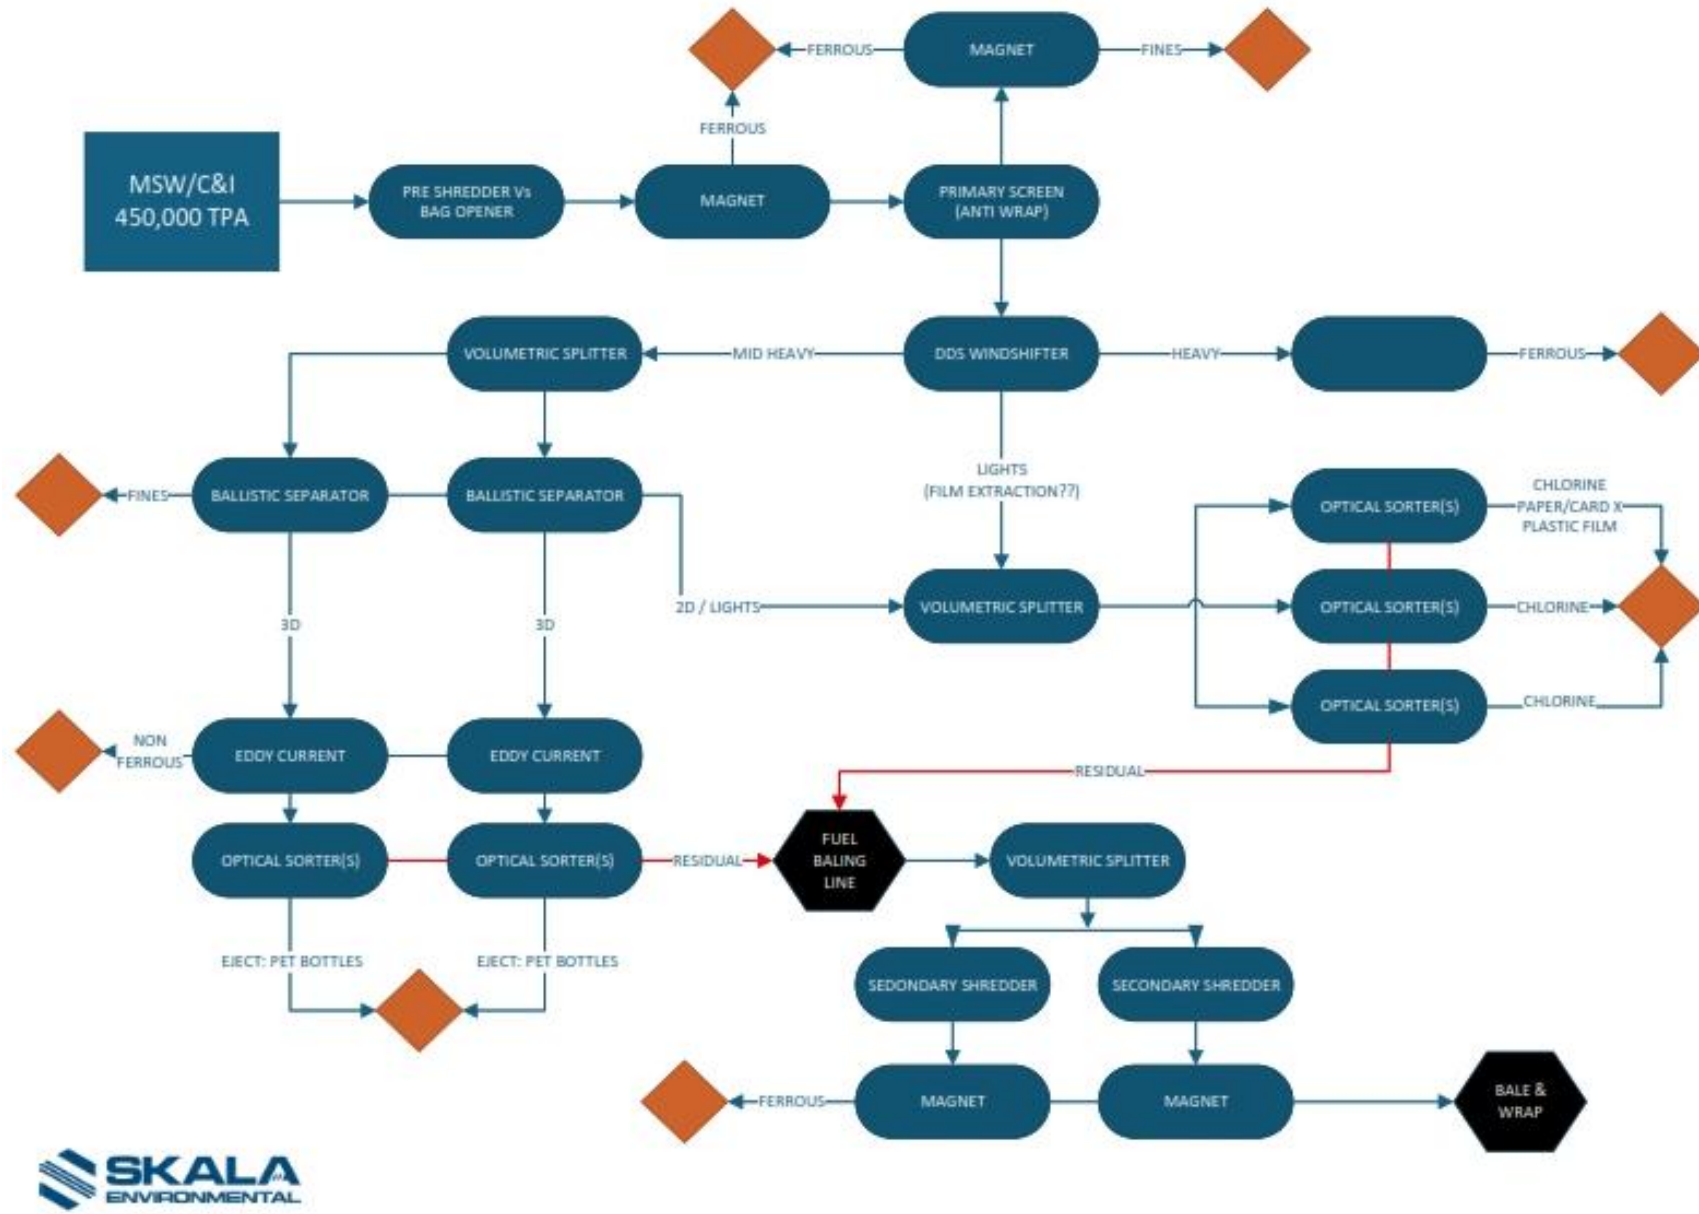 FERROUS
MAGNET
FINES
FERROUS
MSW/C&I
450,000 TPA
PRE SHREDDER Vs
BAG OPENER
MAGNET
PRIMARY SCREEN
(ANTI WRAP)
VOLUMETRIC SPLITTER
MID HEAVY
DDS WINDSHIFTER
HEAVY
FERROUS
FINES
BALLISTIC SEPARATOR
BALLISTIC SEPARATOR
LIGHTS
(FILM EXTRACTION??)
OPTICAL SORTER(S)
CHLORINE
PAPER/CARD X
PLASTIC FILM
3D
3D
2D / LIGHTS
VOLUMETRIC SPLITTER
OPTICAL SORTER(S)
CHLORINE
OPTICAL SORTER(S)
CHLORINE
NON
FERROUS
EDDY CURRENT
EDDY CURRENT
RESIDUAL
OPTICAL SORTER(S)
OPTICAL SORTER(S)
RESIDUAL
FUEL
BALING
LINE
VOLUMETRIC SPLITTER
EJECT: PET BOTTLES
EJECT: PET BOTTLES
SEDONDARY SHREDDER
SECONDARY SHREDDER
FERROUS
MAGNET
MAGNET
BALE &
WRAP
SKALA
ENVIRONMENTAL